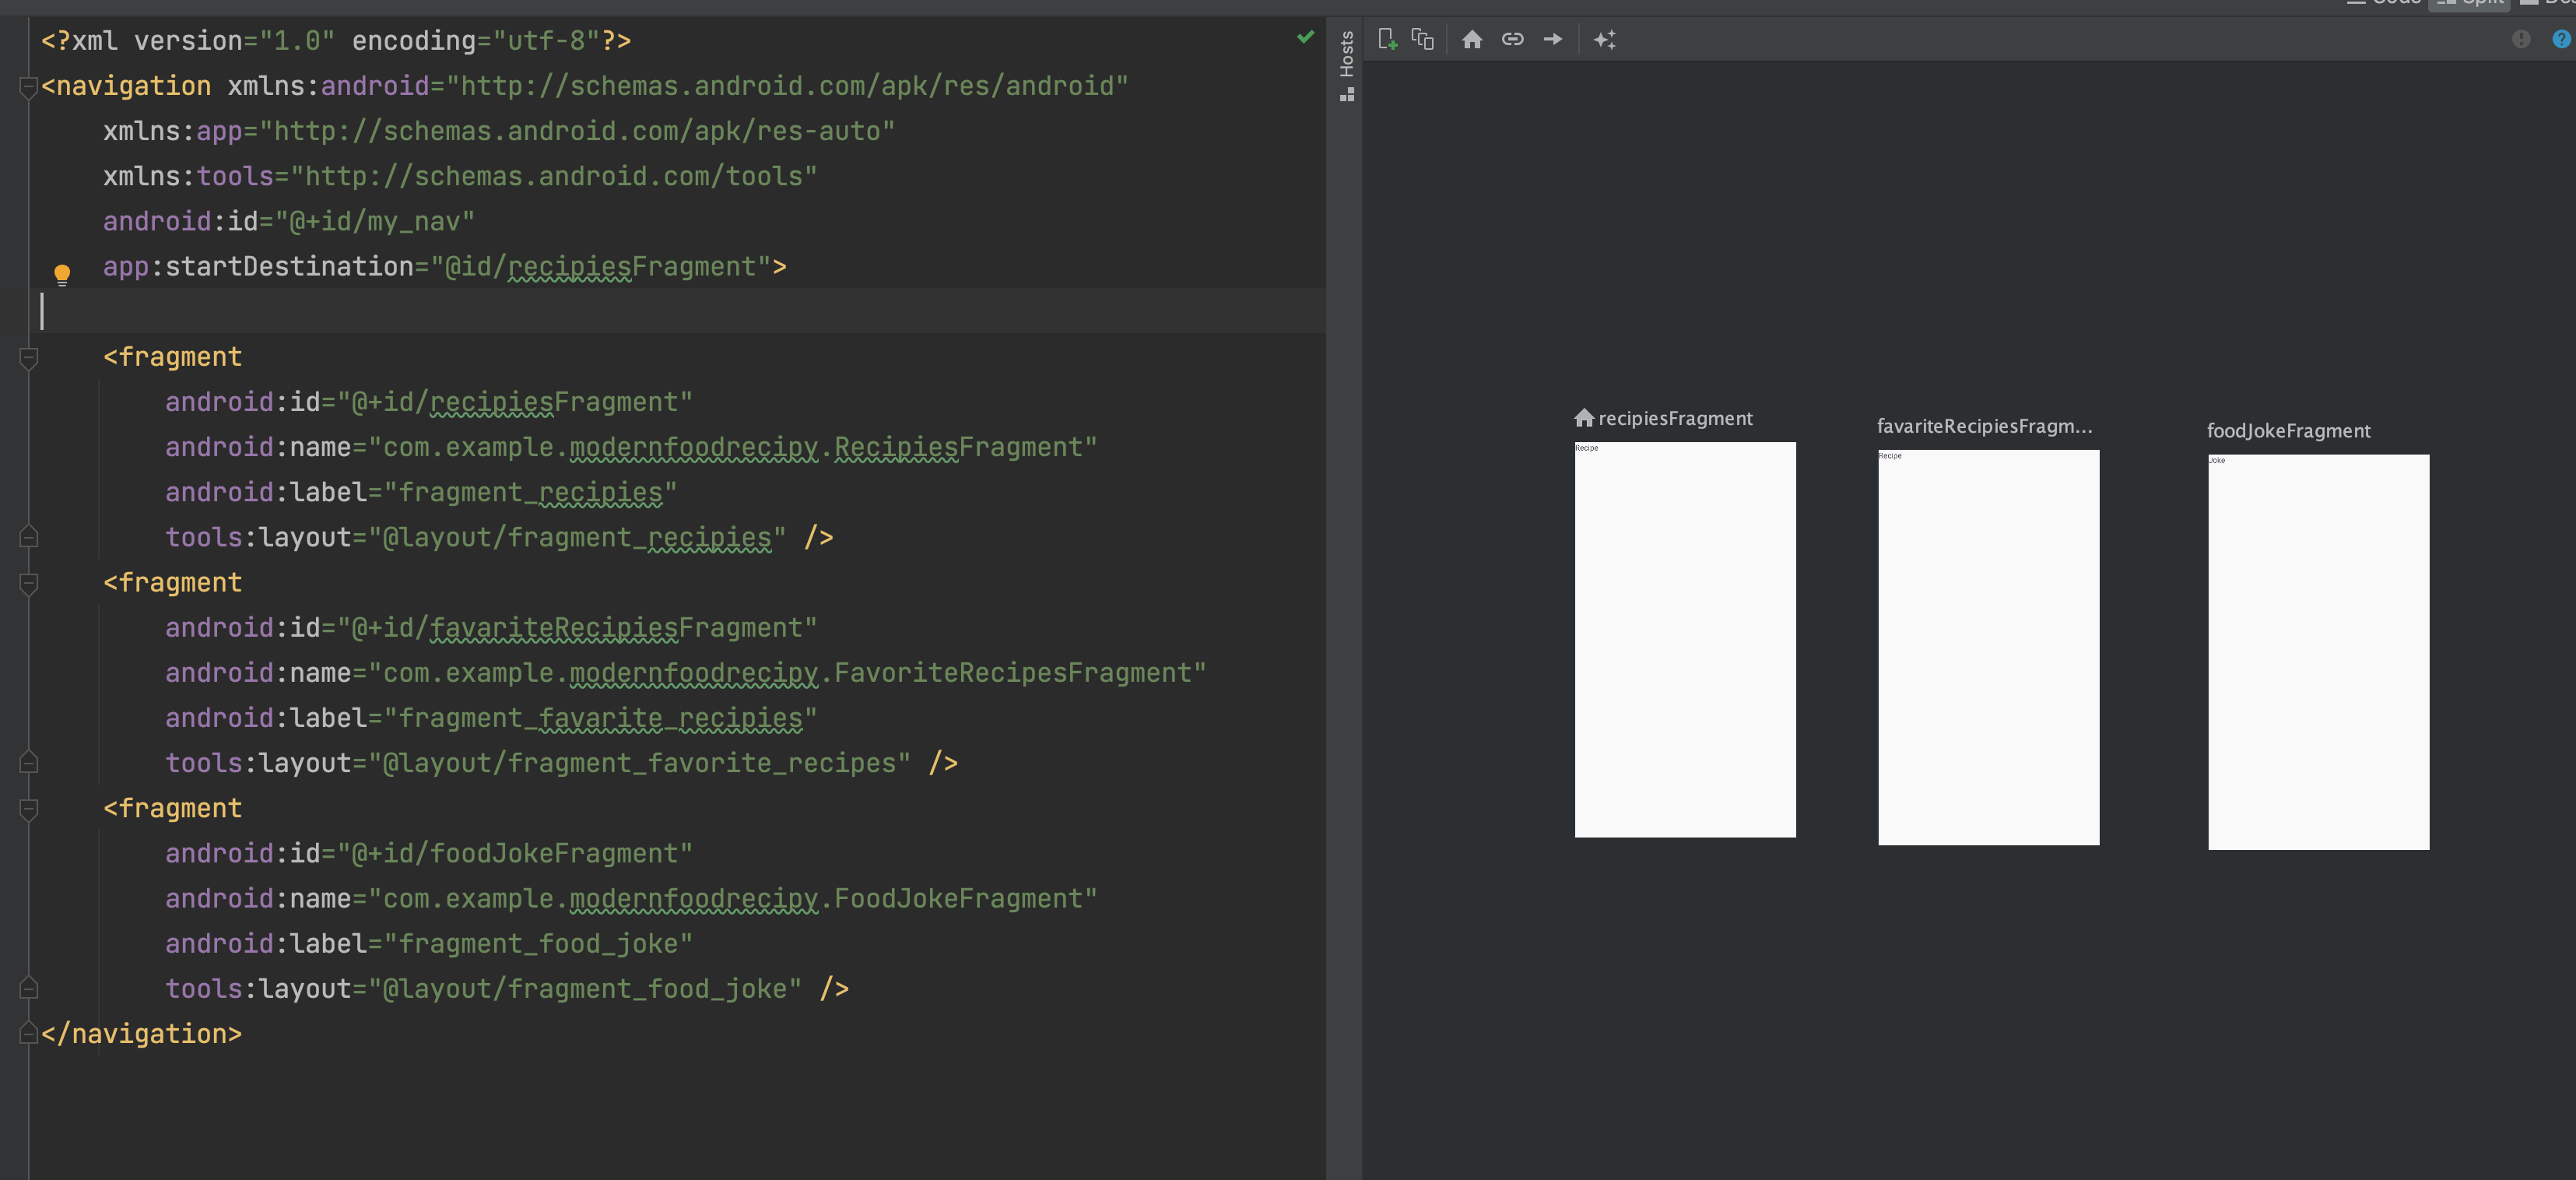 Code Split
<?xml version="1.0" encoding="utf-8"?>
<navigation xmlns:android="http://schemas.android.com/apk/res/android"
xmlns:app="http://schemas.android.com/apk/res-auto"
xmlns:tools="http://schemas.android.com/tools"
android:id="@+id/my_nav"
app:startDestination="@id/recipiesFragment">
<fragment
android:id="@+id/recipiesFragment"
android:name="com.example.modernfoodrecipy.RecipiesFragment"
android:label="fragment_recipies"
tools:layout="@layout/fragment_recipies" />
<fragment
android:id="@+id/favariteRecipiesFragment"
android:name="com.example.modernfoodrecipy.FavoriteRecipesFragment"
android:label="fragment_favarite_recipies"
tools:layout="@layout/fragment_favorite_recipes" />
<fragment
android:id="@+id/foodJokeFragment"
android:name="com.example.modernfoodrecipy.FoodJokeFragment"
android:label="fragment_food_joke"
tools:layout="@layout/fragment_food_joke" />
</navigation>
Hosts
recipiesFragment
Recipe
favariteRecipiesFragm...
Recipe
foodJokeFragment
Joke